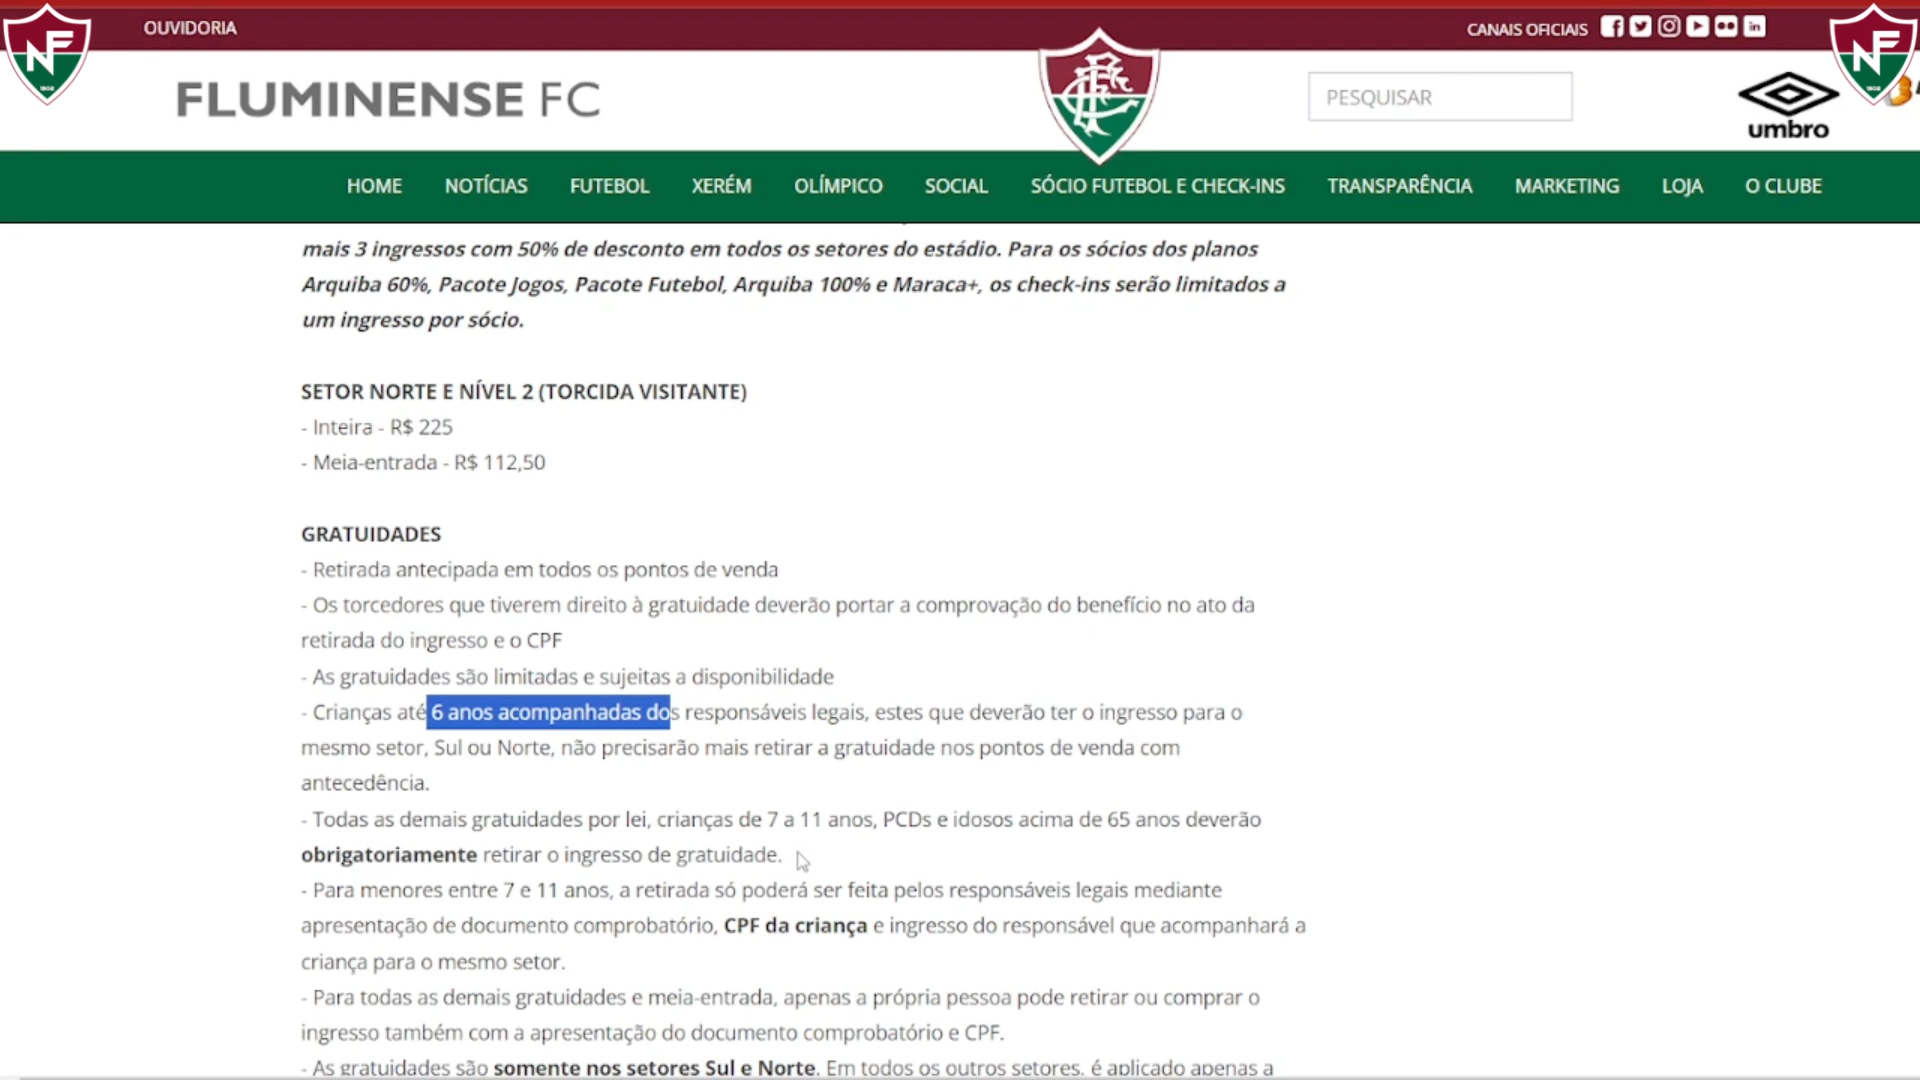 OUVIDORIA
CANAIS OFICIAIS
NF
1902
NF
1902
FLUMINENSE FC
PESQUISAR
umbro
HOME NOTÍCIAS FUTEBOL XERÉM OLÍMPICO SOCIAL SÓCIO FUTEBOL E CHECK-INS TRANSPARÊNCIA MARKETING LOJA O CLUBE
mais 3 ingressos com 50% de desconto em todos os setores do estádio. Para os sócios dos planos
Arquiba 60%, Pacote Jogos, Pacote Futebol, Arquiba 100% e Maraca+, os check-ins serão limitados a
um ingresso por sócio.
SETOR NORTE E NÍVEL 2 (TORCIDA VISITANTE)
- Inteira - R$ 225
- Meia-entrada - R$ 112,50
GRATUIDADES
- Retirada antecipada em todos os pontos de venda
- Os torcedores que tiverem direito à gratuidade deverão portar a comprovação do benefício no ato da
retirada do ingresso e o CPF
- As gratuidades são limitadas e sujeitas a disponibilidade
- Crianças até 6 anos acompanhadas dos responsáveis legais, estes que deverão ter o ingresso para o
mesmo setor, Sul ou Norte, não precisarão mais retirar a gratuidade nos pontos de venda com
antecedência.
- Todas as demais gratuidades por lei, crianças de 7 a 11 anos, PCDs e idosos acima de 65 anos deverão
obrigatoriamente retirar o ingresso de gratuidade.
- Para menores entre 7 e 11 anos, a retirada só poderá ser feita pelos responsáveis legais mediante
apresentação de documento comprobatório, CPF da criança e ingresso do responsável que acompanhará a
criança para o mesmo setor.
- Para todas as demais gratuidades e meia-entrada, apenas a própria pessoa pode retirar ou comprar o
ingresso também com a apresentação do documento comprobatório e CPF.
- As gratuidades são somente nos setores Sul e Norte. Em todos os outros setores, é aplicado apenas a